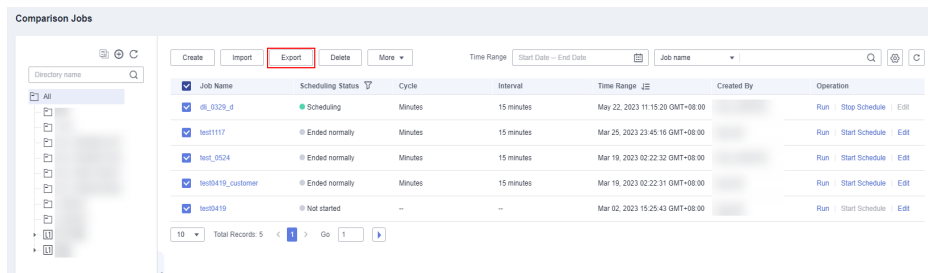 Comparison Jobs
Create Import Export Delete More Time Range Start Date -- End Date Job name
Directory name
All
Job Name Scheduling Status Cycle Interval Time Range Created By Operation
dli_0329_d Scheduling Minutes 15 minutes May 22, 2023 11:15:20 GMT+08:00 Run Stop Schedule Edit
test1117 Ended normally Minutes 15 minutes Mar 25, 2023 23:45:16 GMT+08:00 Run Start Schedule Edit
test_0524 Ended normally Minutes 15 minutes Mar 19, 2023 02:22:32 GMT+08:00 Run Start Schedule Edit
test0419_customer Ended normally Minutes 15 minutes Mar 19, 2023 02:22:31 GMT+08:00 Run Start Schedule Edit
test0419 Not started -- -- Mar 02, 2023 15:25:43 GMT+08:00 Run Start Schedule Edit
10 Total Records: 5 < 1 > Go 1